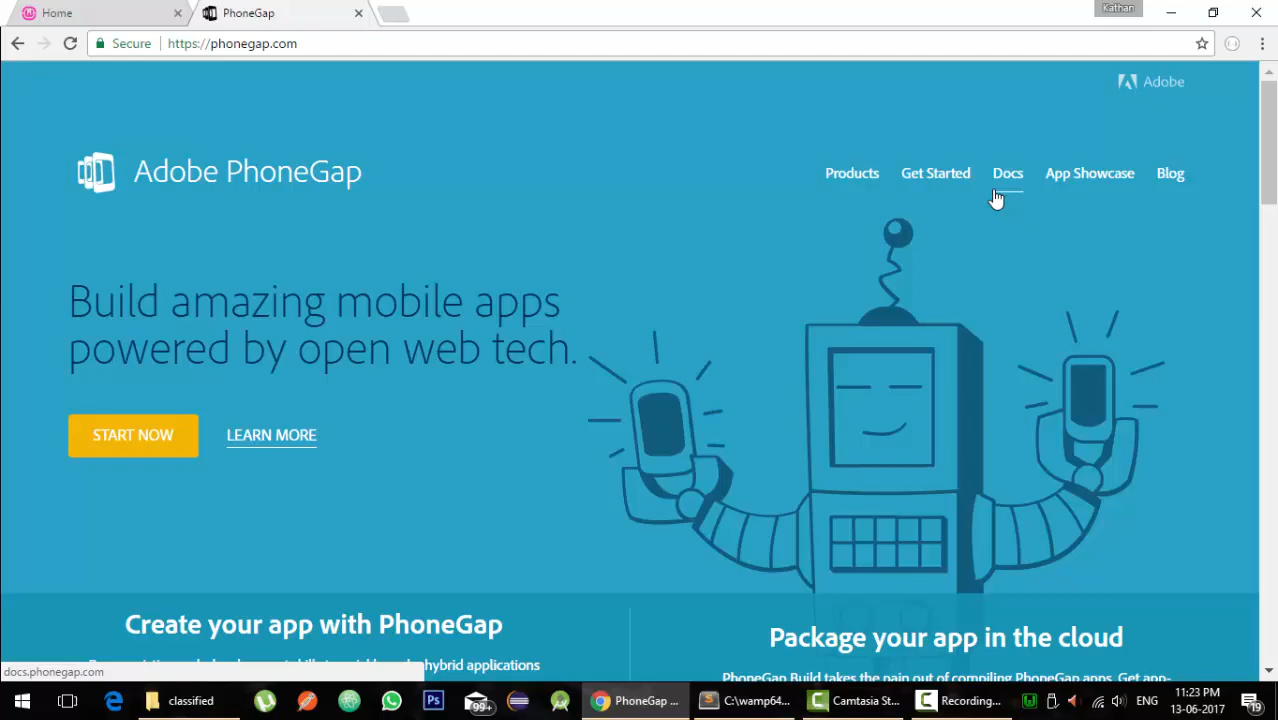 Home
PhoneGap
Kathan
Secure
https://phonegap.com
Adobe
Adobe PhoneGap
Products
Get Started
Docs
App Showcase
Blog
Build amazing mobile apps
powered by open web tech.
START NOW
LEARN MORE
Create your app with PhoneGap
Package your app in the cloud
hybrid applications
PhoneGap Build takes the pain out of compiling PhoneGap apps. Get app-
docs.phonegap.com
classified
Ps
99+
PhoneGap ...
C:\wamp64...
Camtasia St...
Recording...
ENG
11:23 PM
13-06-2017
19